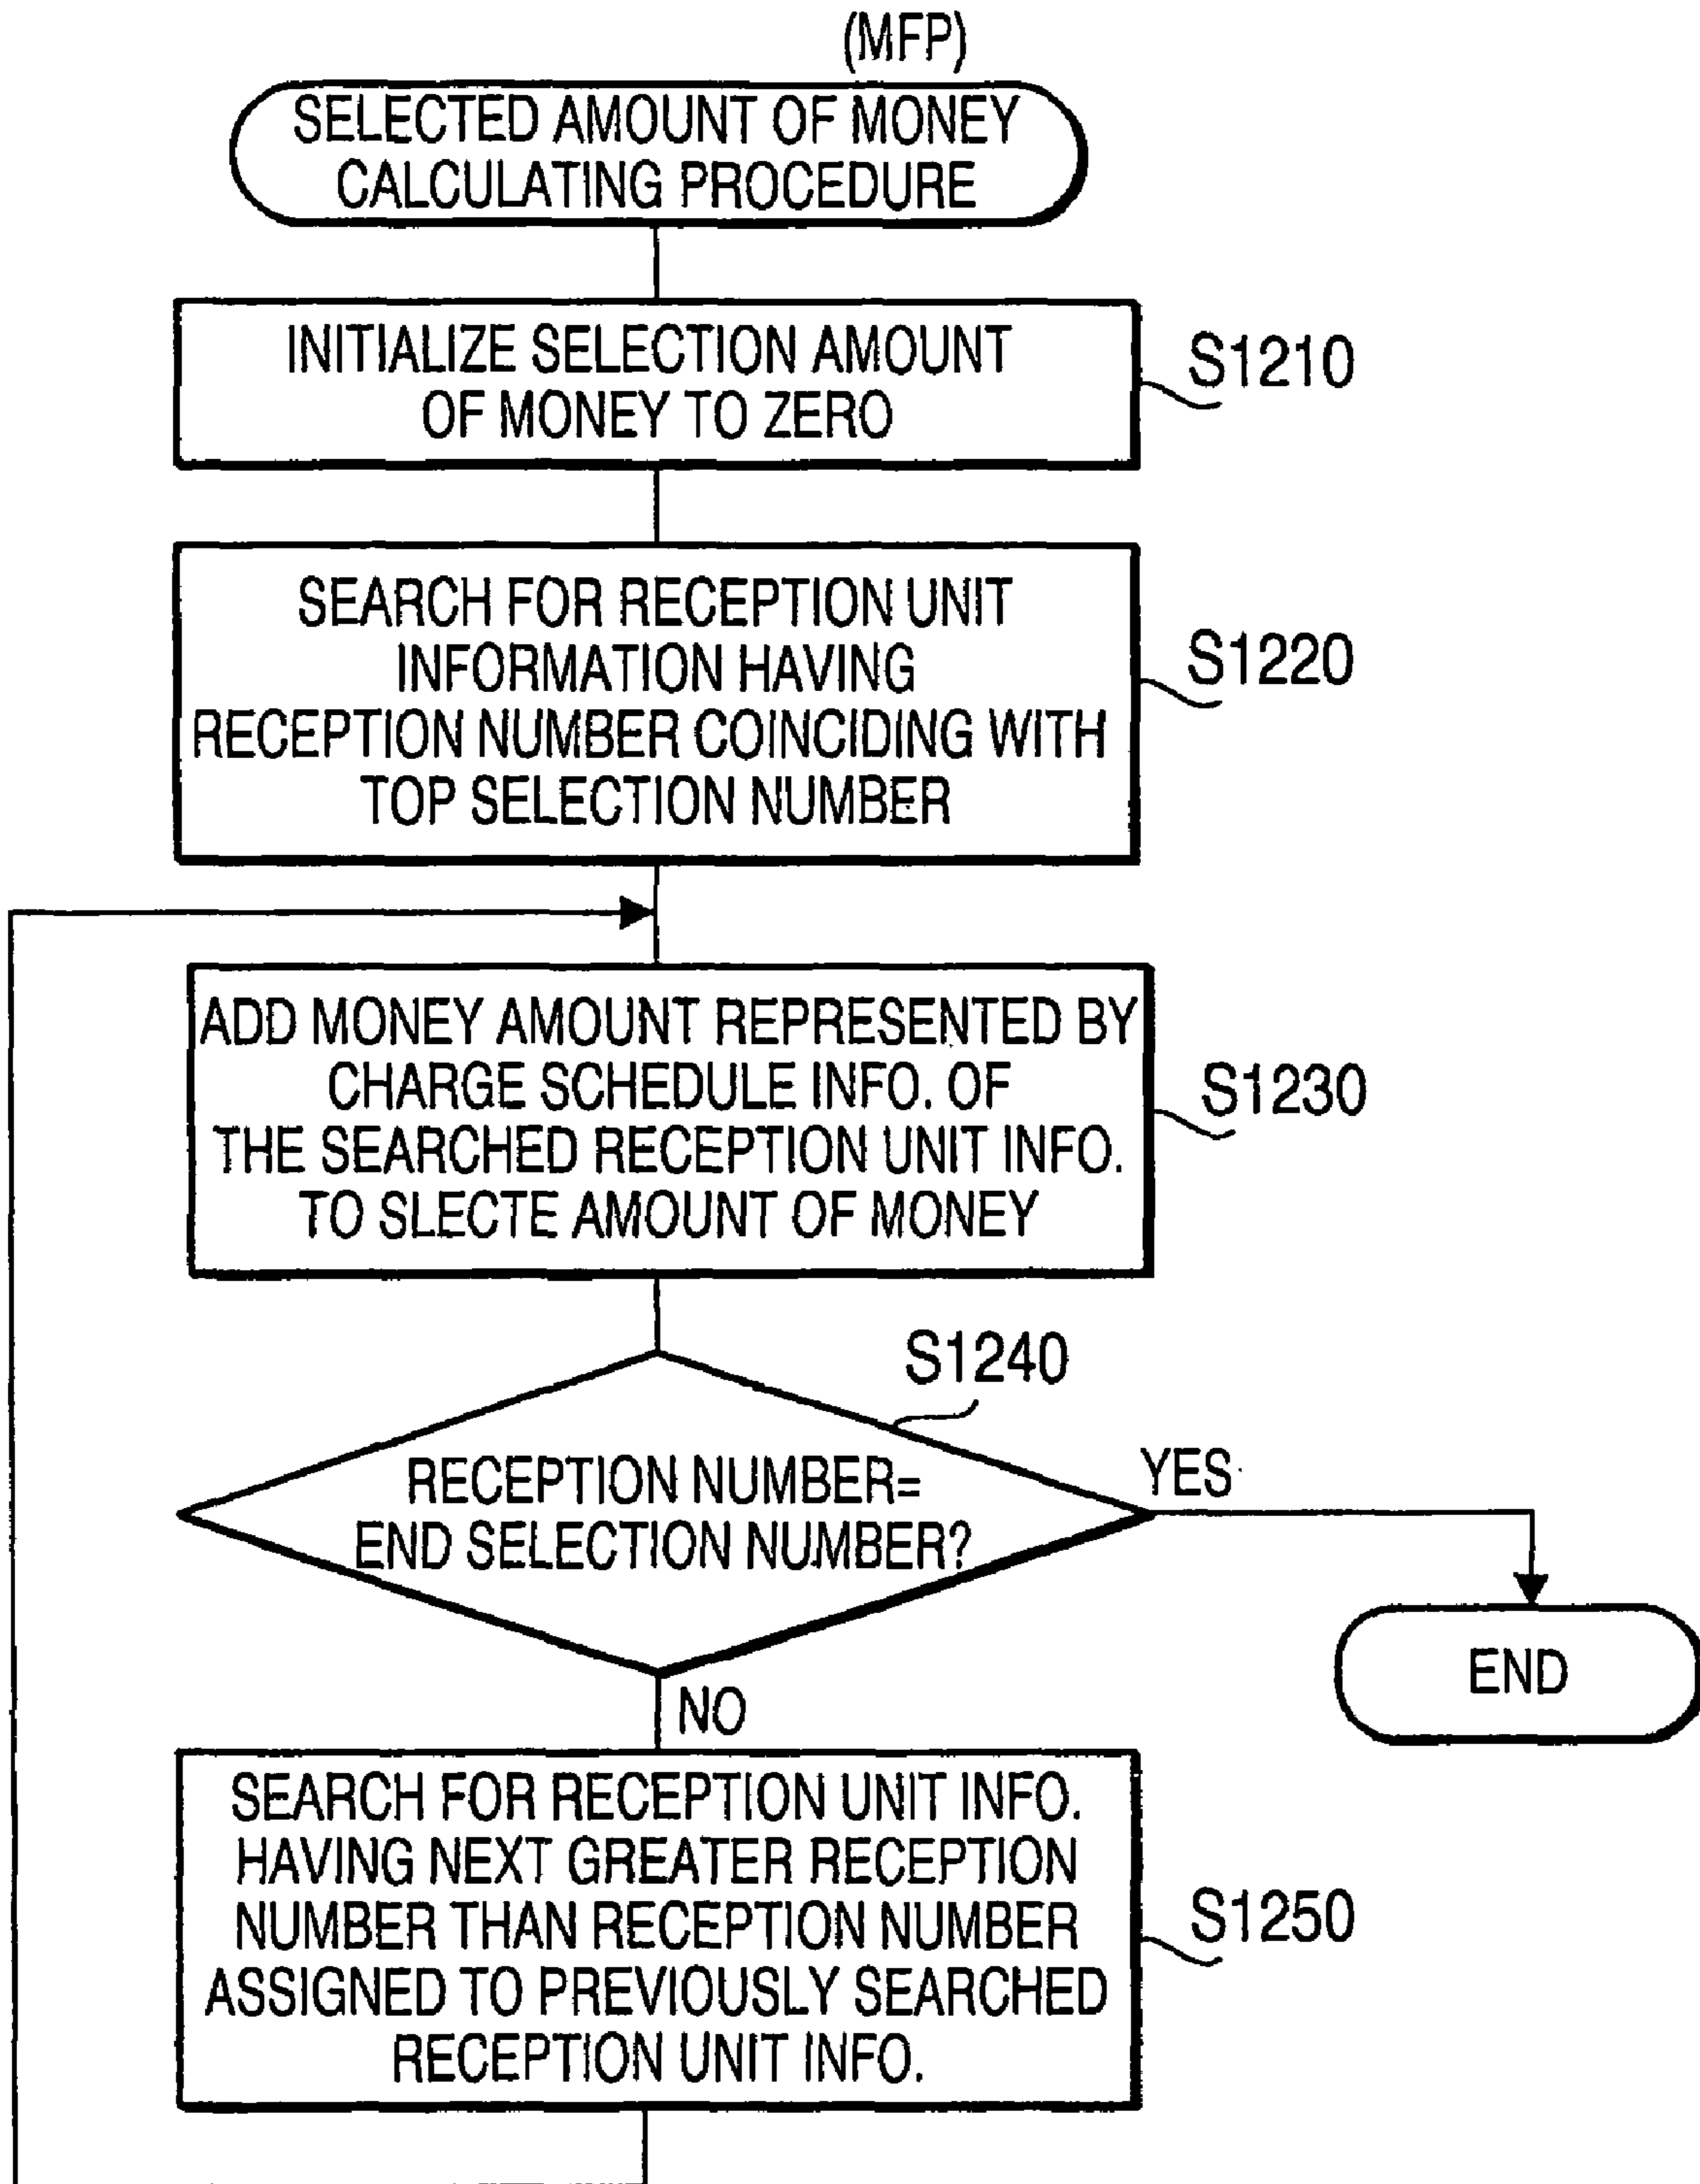 (MFP)
SELECTED AMOUNT OF MONEY
CALCULATING PROCEDURE
INITIALIZE SELECTION AMOUNT
OF MONEY TO ZERO
S1210
SEARCH FOR RECEPTION UNIT
INFORMATION HAVING
RECEPTION NUMBER COINCIDING WITH
TOP SELECTION NUMBER
S1220
ADD MONEY AMOUNT REPRESENTED BY
CHARGE SCHEDULE INFO. OF
THE SEARCHED RECEPTION UNIT INFO.
TO SLECTE AMOUNT OF MONEY
S1230
S1240
RECEPTION NUMBER=
END SELECTION NUMBER?
YES
END
NO
SEARCH FOR RECEPTION UNIT INFO.
HAVING NEXT GREATER RECEPTION
NUMBER THAN RECEPTION NUMBER
ASSIGNED TO PREVIOUSLY SEARCHED
RECEPTION UNIT INFO.
S1250